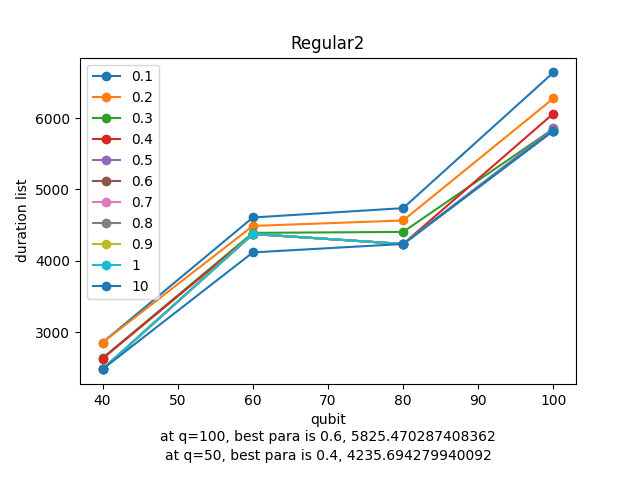 Regular2
0.1
0.2
0.3
0.4
0.5
0.6
0.7
0.8
0.9
1
10
6000
5000
4000
3000
duration list
40 50 60 70 80 90 100
qubit
at q=100, best para is 0.6, 5825.470287408362
at q=50, best para is 0.4, 4235.694279940092